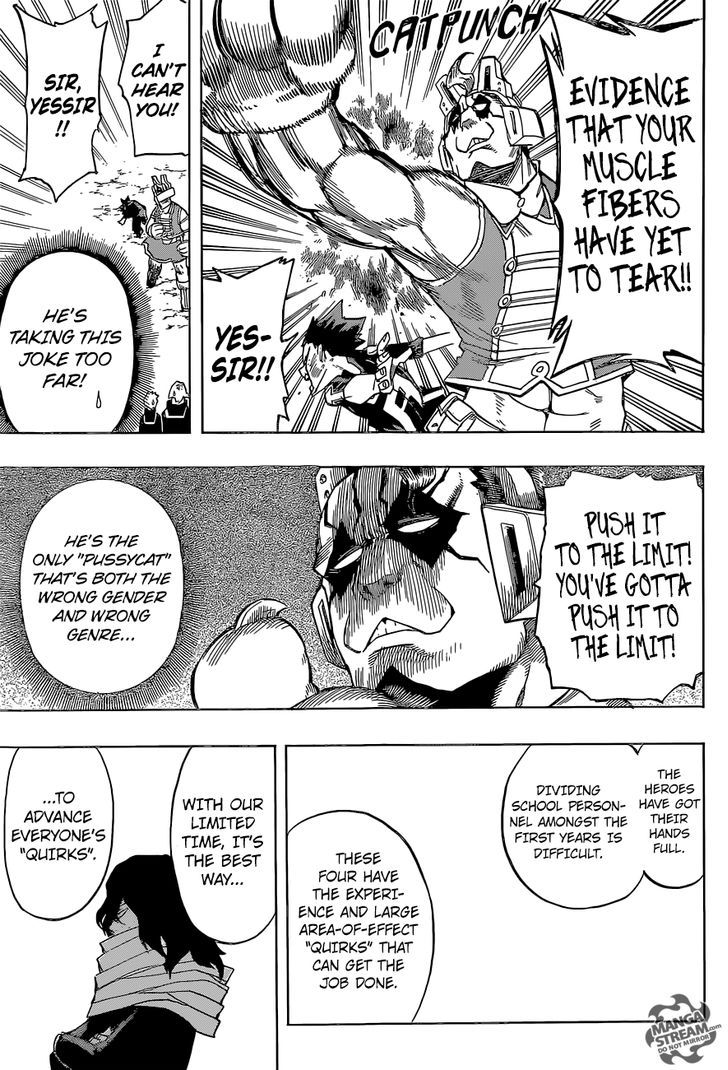 CATPUNCH
EVIDENCE
THAT YOUR
MUSCLE
FIBERS
HAVE YET
TO TEAR!!
YES-
SIR!!
I
CAN'T
HEAR
YOU!
SIR,
YESSIR
!!
HE'S
TAKING THIS
JOKE TOO
FAR!
PUSH IT
TO THE LIMIT!
YOU'VE GOTTA
PUSH IT TO
THE LIMIT!
HE'S THE
ONLY "PUSSYCAT"
THAT'S BOTH THE
WRONG GENDER
AND WRONG
GENRE...
THE
HEROES
HAVE GOT
THEIR
HANDS
FULL.
DIVIDING
SCHOOL PERSON-
NEL AMONGST THE
FIRST YEARS IS
DIFFICULT.
THESE
FOUR HAVE
THE EXPERI-
ENCE AND LARGE
AREA-OF-EFFECT
"QUIRKS" THAT
CAN GET THE
JOB DONE.
WITH OUR
LIMITED
TIME, IT'S
THE BEST
WAY...
...TO
ADVANCE
EVERYONE'S
"QUIRKS".
MANGA
STREAM.com
DO NOT MIRROR!